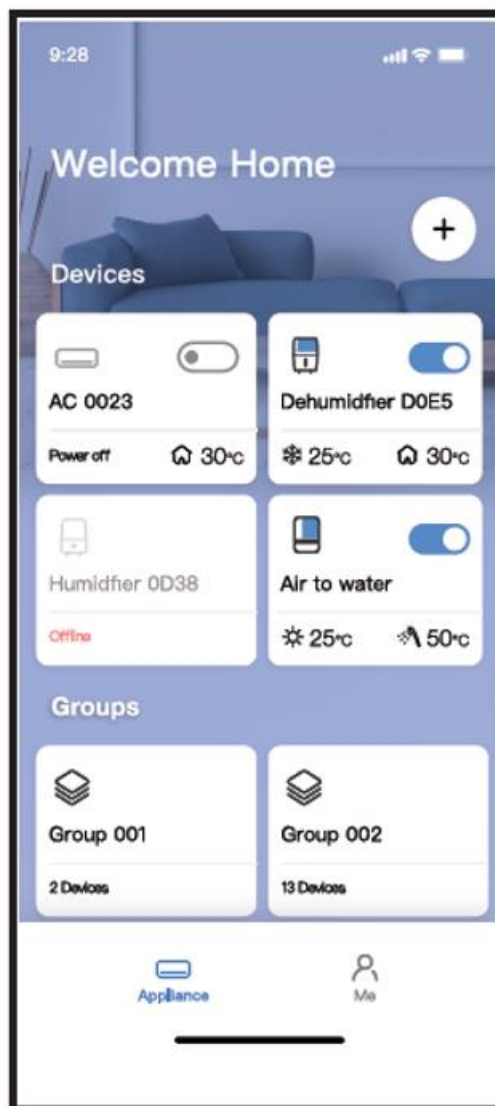 9:28
Welcome Home
+
Devices
AC 0023
Power off 30°C
Dehumidfier D0E5
25°C 30°C
Humidfier 0D38
Offline
Air to water
25°C 50°C
Groups
Group 001
2 Devices
Group 002
13 Devices
Appliance
Me